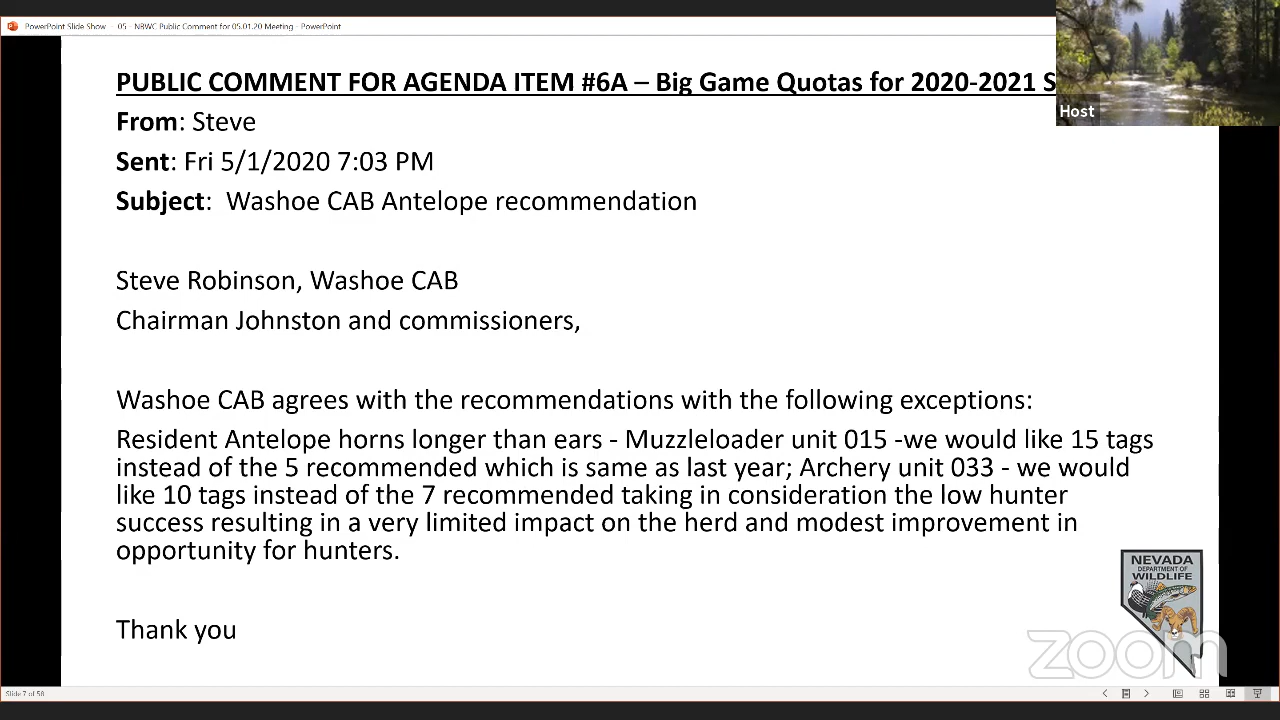 PowerPoint Slide Show - 05 - NBWC Public Comment for 05.01.20 Meeting - PowerPoint
PUBLIC COMMENT FOR AGENDA ITEM #6A – Big Game Quotas for 2020-2021 S
Host
From: Steve
Sent: Fri 5/1/2020 7:03 PM
Subject: Washoe CAB Antelope recommendation
Steve Robinson, Washoe CAB
Chairman Johnston and commissioners,
Washoe CAB agrees with the recommendations with the following exceptions:
Resident Antelope horns longer than ears - Muzzleloader unit 015 -we would like 15 tags
instead of the 5 recommended which is same as last year; Archery unit 033 - we would
like 10 tags instead of the 7 recommended taking in consideration the low hunter
success resulting in a very limited impact on the herd and modest improvement in
opportunity for hunters.
Thank you
NEVADA
DEPARTMENT OF
WILDLIFE
zoom
Slide 7 of 58